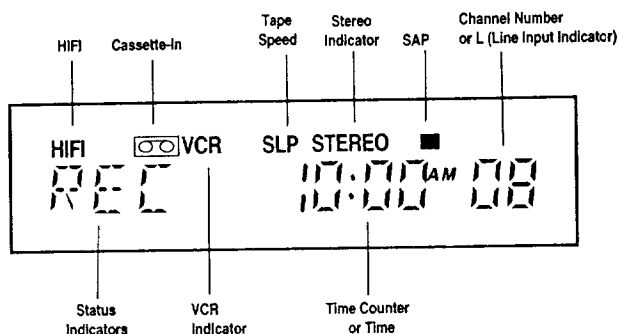 Tape Speed
Stereo Indicator
Channel Number
or L (Line Input Indicator)
HIFI
Cassette-In
SAP
HIFI
VCR
SLP
STEREO
REC
10:00 AM
08
Status Indicators
VCR Indicator
Time Counter
or Time